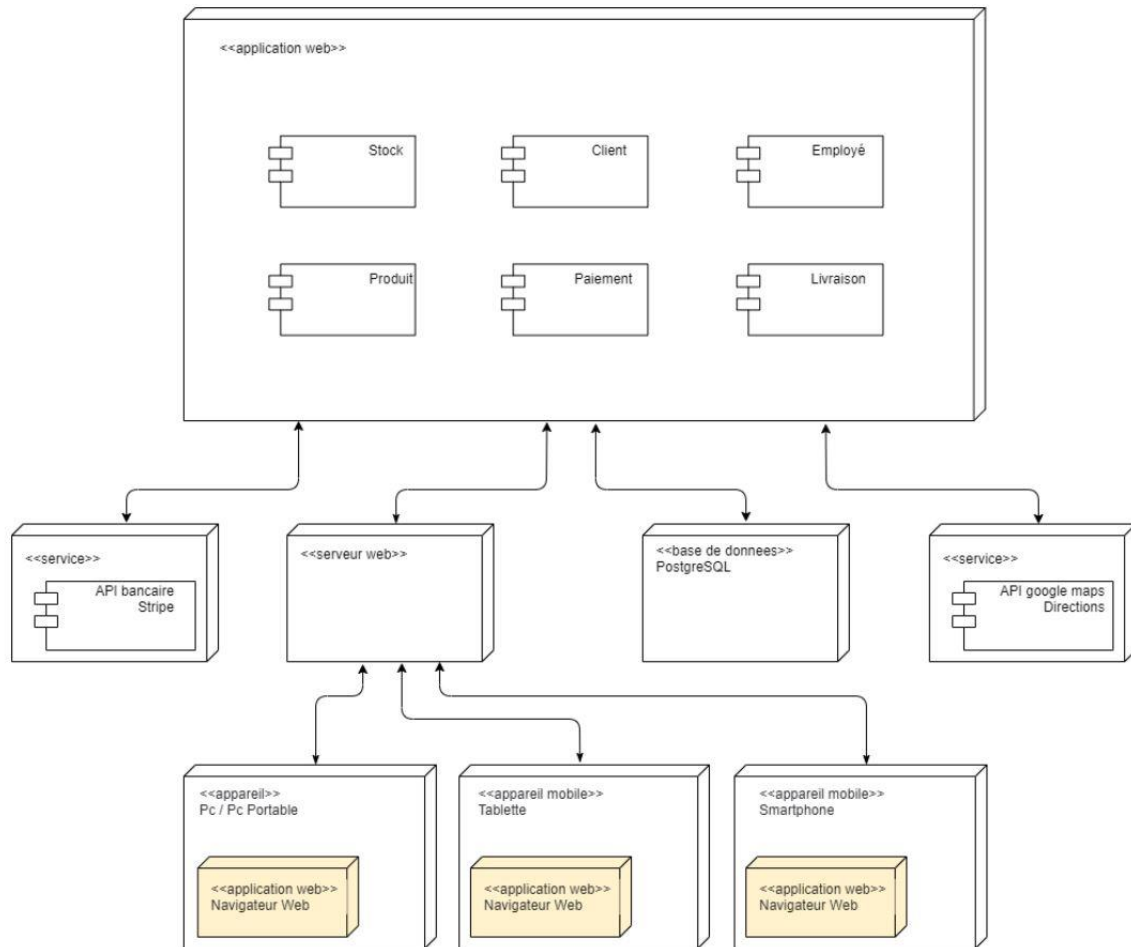 <<application web>>
Stock
Client
Employé
Produit
Paiement
Livraison
<<service>>
API bancaire
Stripe
<<serveur web>>
<<base de donnees>>
PostgreSQL
<<service>>
API google maps
Directions
<<appareil>>
Pc / Pc Portable
<<application web>>
Navigateur Web
<<appareil mobile>>
Tablette
<<application web>>
Navigateur Web
<<appareil mobile>>
Smartphone
<<application web>>
Navigateur Web